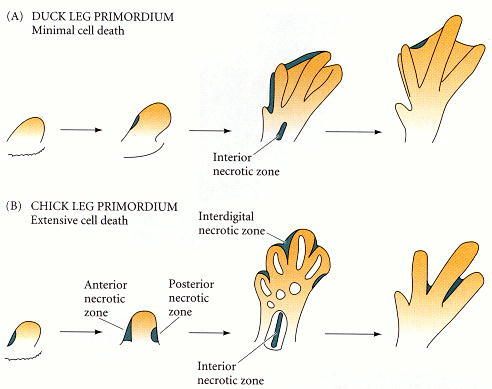 (A) DUCK LEG PRIMORDIUM
Minimal cell death
Interior
necrotic zone
(B) CHICK LEG PRIMORDIUM
Extensive cell death
Interdigital
necrotic zone
Anterior
necrotic
zone
Posterior
necrotic
zone
Interior
necrotic zone